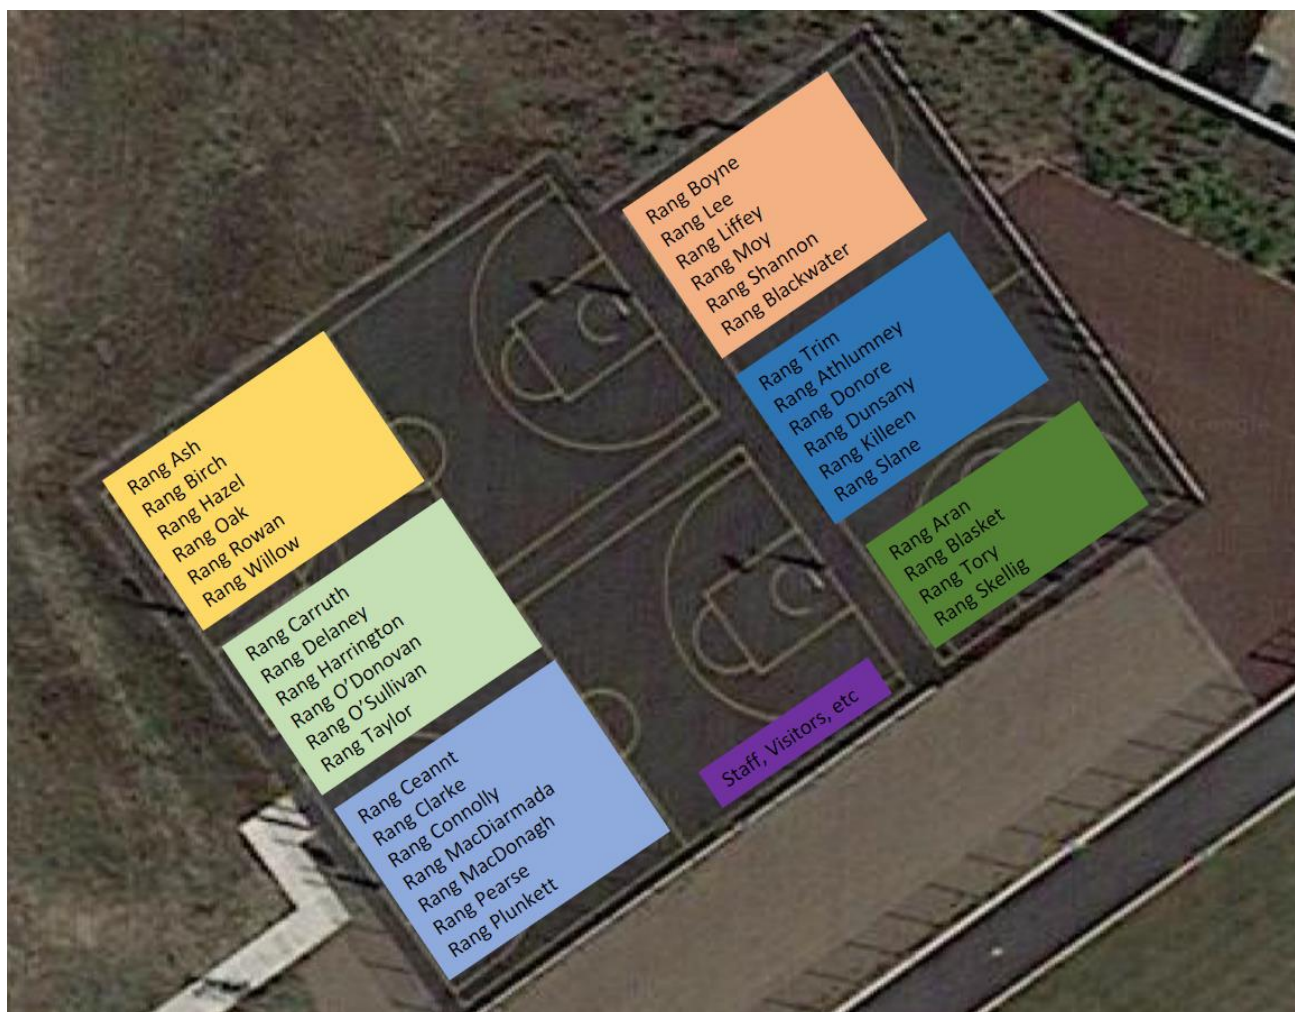 Rang Ash
Rang Birch
Rang Hazel
Rang Oak
Rang Rowan
Rang Willow
Rang Carruth
Rang Delaney
Rang Harrington
Rang O'Donovan
Rang O'Sullivan
Rang Taylor
Rang Ceannt
Rang Clarke
Rang Connolly
Rang MacDiarmada
Rang MacDonagh
Rang Pearse
Rang Plunkett
Rang Boyne
Rang Lee
Rang Liffey
Rang Moy
Rang Shannon
Rang Blackwater
Rang Trim
Rang Athlumney
Rang Donore
Rang Dunsany
Rang Killeen
Rang Slane
Rang Aran
Rang Blasket
Rang Tory
Rang Skellig
Staff, Visitors, etc